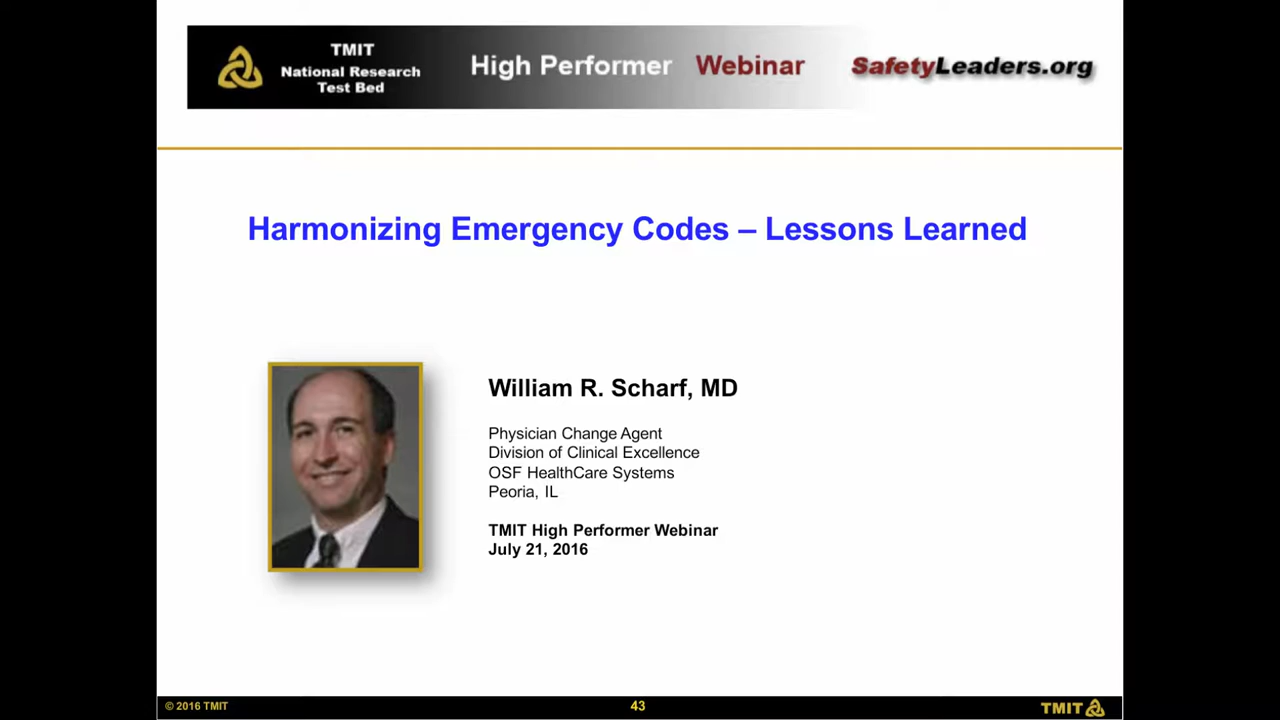 TMIT
National Research
Test Bed
High Performer Webinar
SafetyLeaders.org
Harmonizing Emergency Codes – Lessons Learned
William R. Scharf, MD
Physician Change Agent
Division of Clinical Excellence
OSF HealthCare Systems
Peoria, IL
TMIT High Performer Webinar
July 21, 2016
© 2016 TMIT
43
TMIT